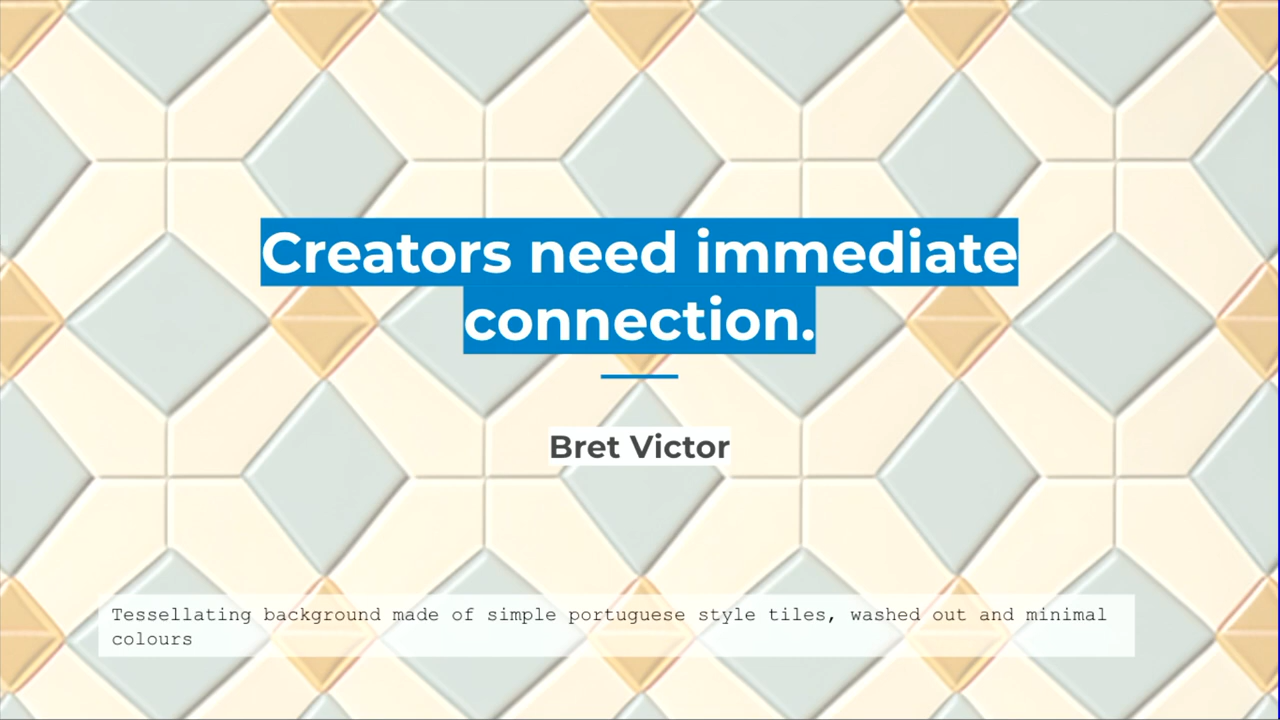 Creators need immediate
connection.
Bret Victor
Tessellating background made of simple portuguese style tiles, washed out and minimal
colours